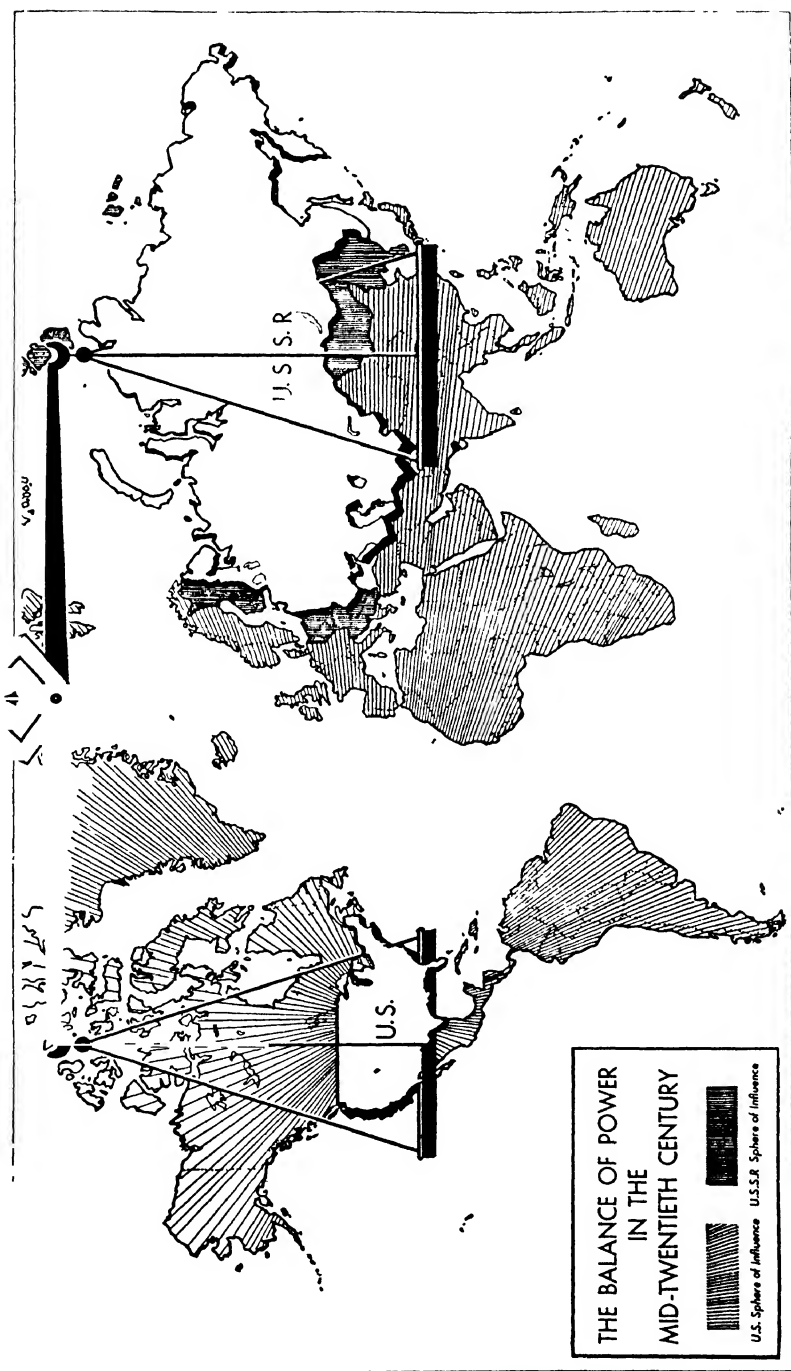 U.S.S.R
U.S.
THE BALANCE OF POWER
IN THE
MID-TWENTIETH CENTURY
U.S. Sphere of Influence
U.S.S.R Sphere of Influence